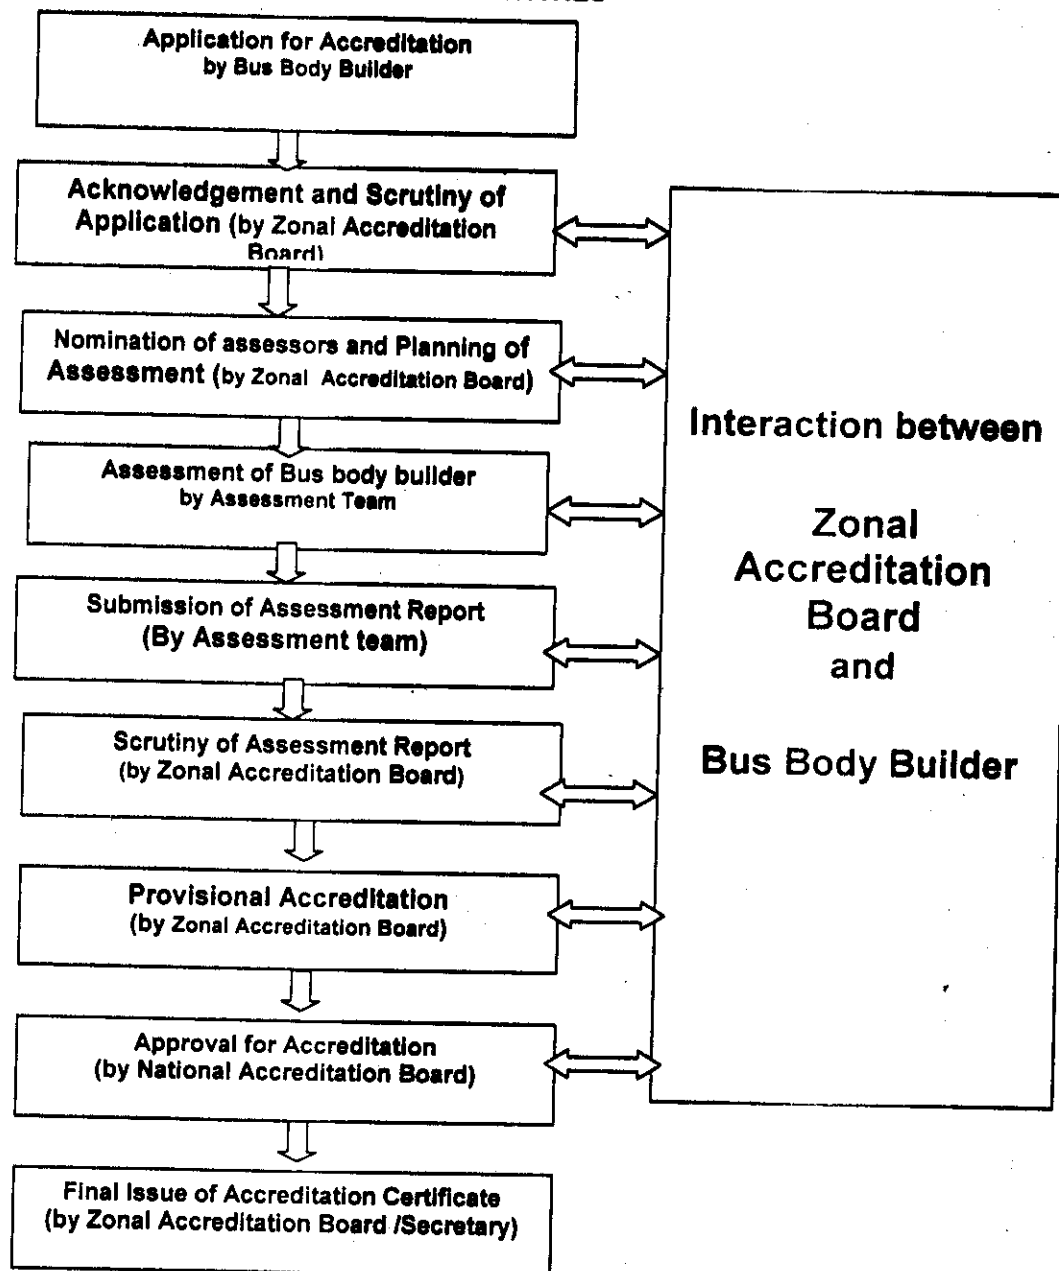 Application for Accreditation
by Bus Body Builder
Acknowledgement and Scrutiny of
Application (by Zonal Accreditation
Board)
Nomination of assessors and Planning of
Assessment (by Zonal Accreditation Board)
Assessment of Bus body builder
by Assessment Team
Submission of Assessment Report
(By Assessment team)
Scrutiny of Assessment Report
(by Zonal Accreditation Board)
Provisional Accreditation
(by Zonal Accreditation Board)
Approval for Accreditation
(by National Accreditation Board)
Final Issue of Accreditation Certificate
(by Zonal Accreditation Board /Secretary)
Interaction between
Zonal
Accreditation
Board
and
Bus Body Builder